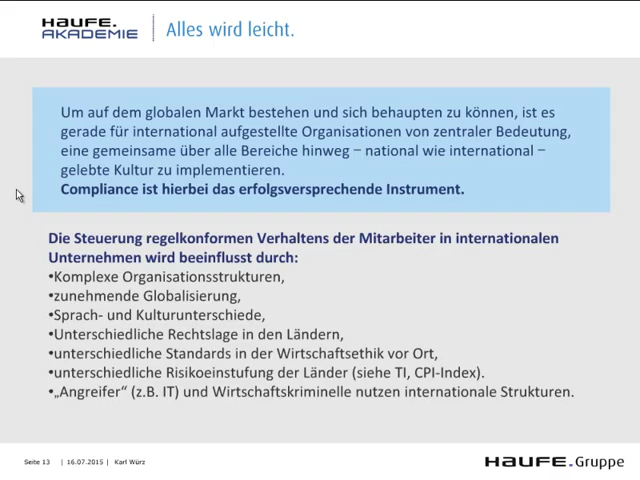 HAUFE.
AKADEMIE
Alles wird leicht.
Um auf dem globalen Markt bestehen und sich behaupten zu können, ist es
gerade für international aufgestellte Organisationen von zentraler Bedeutung,
eine gemeinsame über alle Bereiche hinweg – national wie international –
gelebte Kultur zu implementieren.
Compliance ist hierbei das erfolgsversprechende Instrument.
Die Steuerung regelkonformen Verhaltens der Mitarbeiter in internationalen
Unternehmen wird beeinflusst durch:
•Komplexe Organisationsstrukturen,
•zunehmende Globalisierung,
•Sprach- und Kulturunterschiede,
•Unterschiedliche Rechtslage in den Ländern,
•unterschiedliche Standards in der Wirtschaftsethik vor Ort,
•unterschiedliche Risikoeinstufung der Länder (siehe TI, CPI-Index).
•„Angreifer“ (z.B. IT) und Wirtschaftskriminelle nutzen internationale Strukturen.
Seite 13 | 16.07.2015 | Karl Würz
HAUFE.Gruppe